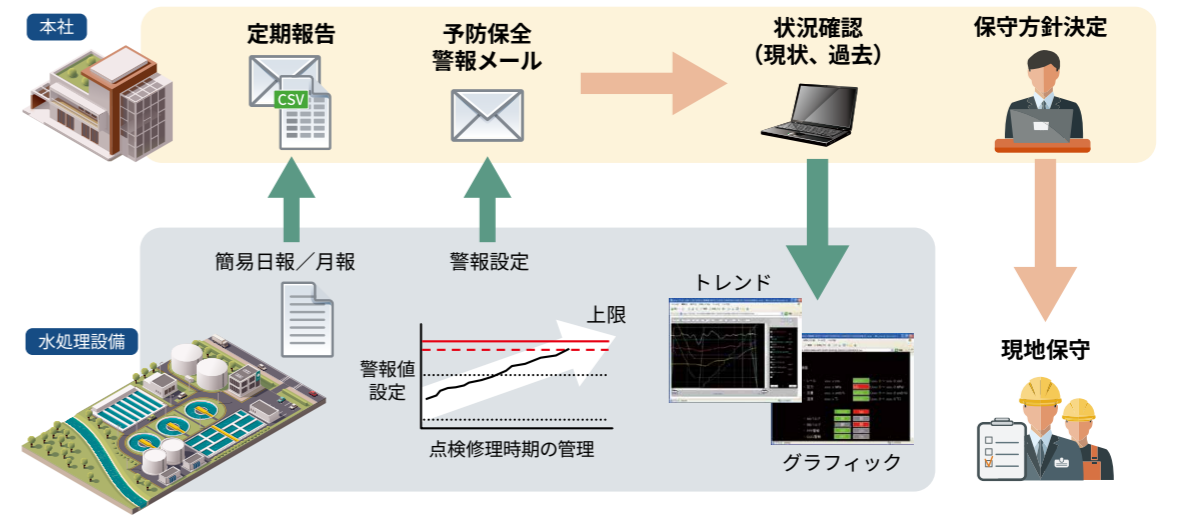 本社
定期報告
CSV
予防保全
警報メール
状況確認
（現状、過去）
保守方針決定
簡易日報／月報
警報設定
トレンド
水処理設備
上限
警報値
設定
点検修理時期の管理
グラフィック
現地保守